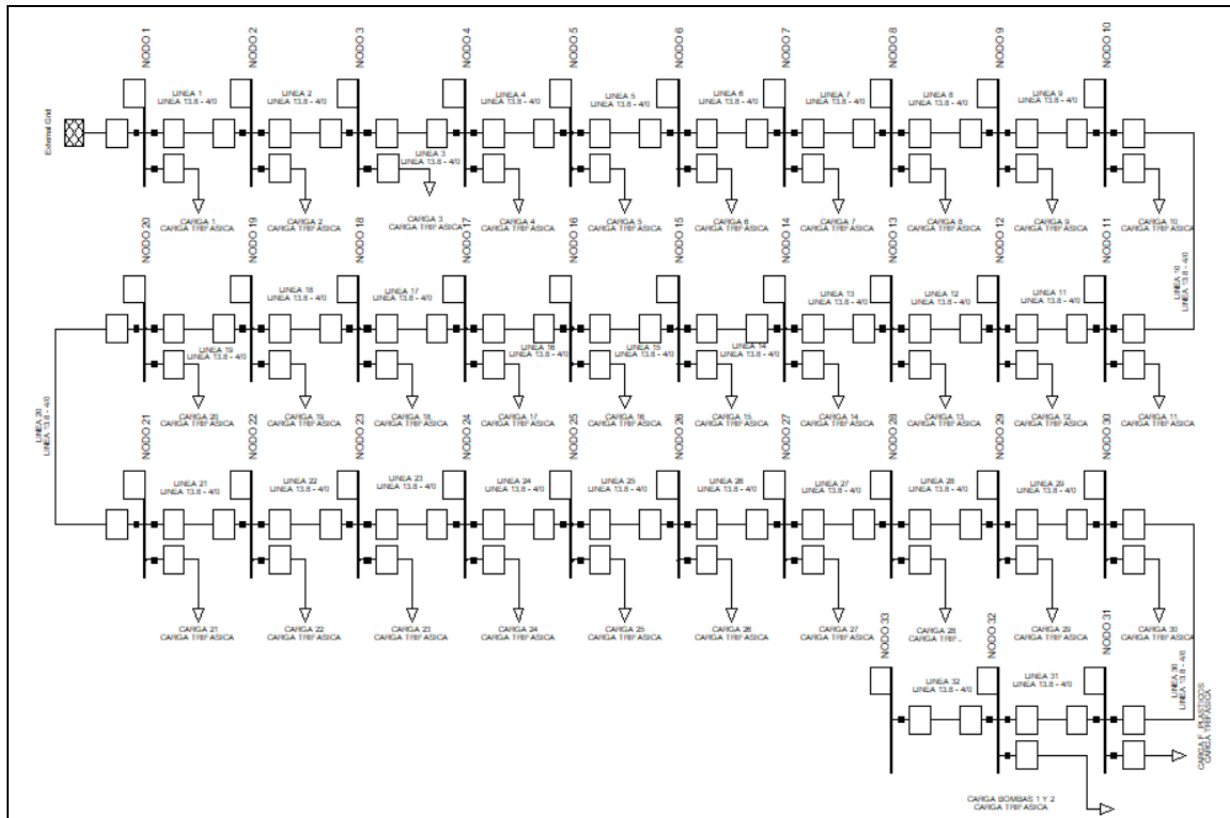 External Grid
NODO 1
NODO 2
NODO 3
NODO 4
NODO 5
NODO 6
NODO 7
NODO 8
NODO 9
NODO 10
LINEA 1
LINEA 13.8 - 4/0
LINEA 2
LINEA 13.8 - 4/0
LINEA 3
LINEA 13.8 - 4/0
LINEA 4
LINEA 13.8 - 4/0
LINEA 5
LINEA 13.8 - 4/0
LINEA 6
LINEA 13.8 - 4/0
LINEA 7
LINEA 13.8 - 4/0
LINEA 8
LINEA 13.8 - 4/0
LINEA 9
LINEA 13.8 - 4/0
CARGA 1
CARGA TRIFASICA
CARGA 2
CARGA TRIFASICA
CARGA 3
CARGA TRIFASICA
CARGA 4
CARGA TRIFASICA
CARGA 5
CARGA TRIFASICA
CARGA 6
CARGA TRIFASICA
CARGA 7
CARGA TRIFASICA
CARGA 8
CARGA TRIFASICA
CARGA 9
CARGA TRIFASICA
CARGA 10
CARGA TRIFASICA
LINEA 10
LINEA 13.8 - 4/0
NODO 20
NODO 19
NODO 18
NODO 17
NODO 16
NODO 15
NODO 14
NODO 13
NODO 12
NODO 11
LINEA 19
LINEA 13.8 - 4/0
LINEA 18
LINEA 13.8 - 4/0
LINEA 17
LINEA 13.8 - 4/0
LINEA 16
LINEA 13.8 - 4/0
LINEA 15
LINEA 13.8 - 4/0
LINEA 14
LINEA 13.8 - 4/0
LINEA 13
LINEA 13.8 - 4/0
LINEA 12
LINEA 13.8 - 4/0
LINEA 11
LINEA 13.8 - 4/0
CARGA 20
CARGA TRIFASICA
CARGA 19
CARGA TRIFASICA
CARGA 18
CARGA TRIFASICA
CARGA 17
CARGA TRIFASICA
CARGA 16
CARGA TRIFASICA
CARGA 15
CARGA TRIFASICA
CARGA 14
CARGA TRIFASICA
CARGA 13
CARGA TRIFASICA
CARGA 12
CARGA TRIFASICA
CARGA 11
CARGA TRIFASICA
LINEA 20
LINEA 13.8 - 4/0
NODO 21
NODO 22
NODO 23
NODO 24
NODO 25
NODO 26
NODO 27
NODO 28
NODO 29
NODO 30
LINEA 21
LINEA 13.8 - 4/0
LINEA 22
LINEA 13.8 - 4/0
LINEA 23
LINEA 13.8 - 4/0
LINEA 24
LINEA 13.8 - 4/0
LINEA 25
LINEA 13.8 - 4/0
LINEA 26
LINEA 13.8 - 4/0
LINEA 27
LINEA 13.8 - 4/0
LINEA 28
LINEA 13.8 - 4/0
LINEA 29
LINEA 13.8 - 4/0
CARGA 21
CARGA TRIFASICA
CARGA 22
CARGA TRIFASICA
CARGA 23
CARGA TRIFASICA
CARGA 24
CARGA TRIFASICA
CARGA 25
CARGA TRIFASICA
CARGA 26
CARGA TRIFASICA
CARGA 27
CARGA TRIFASICA
CARGA 28
CARGA TRIF..
CARGA 29
CARGA TRIFASICA
CARGA 30
CARGA TRIFASICA
LINEA 30
LINEA 13.8 - 4/0
NODO 33
NODO 32
NODO 31
LINEA 32
LINEA 13.8 - 4/0
LINEA 31
LINEA 13.8 - 4/0
CARGA F_PLASTICOS
CARGA TRIFASICA
CARGA BOMBAS 1 Y 2
CARGA TRIFASICA